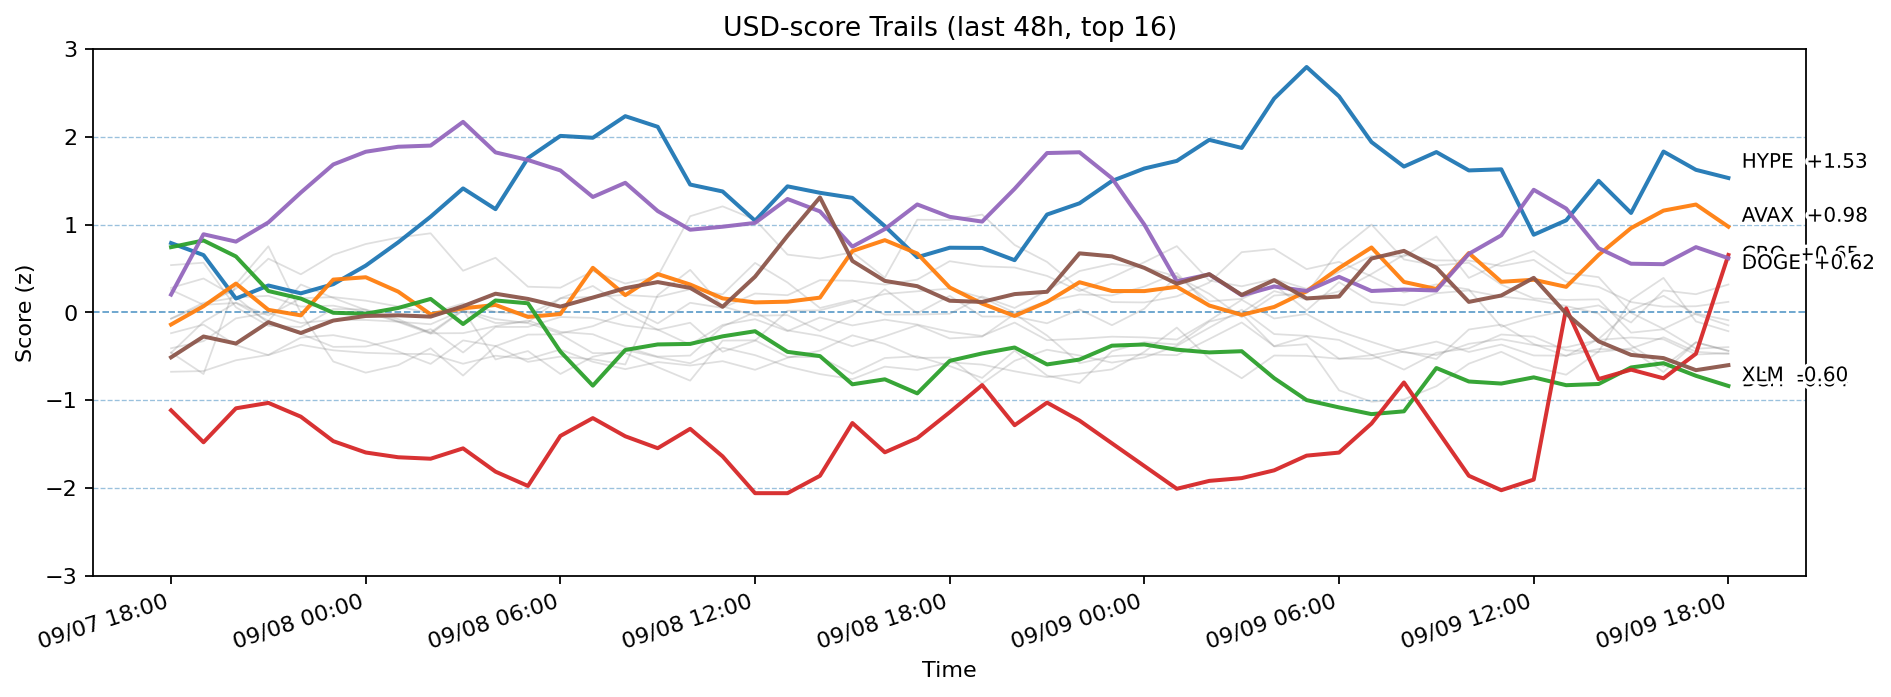 USD-score Trails (last 48h, top 16)
Score (z)
3
2
1
0
−1
−2
−3
HYPE +1.53
AVAX +0.98
DOGE +0.62
XLM -0.60
09/07 18:00
09/08 00:00
09/08 06:00
09/08 12:00
09/08 18:00
09/09 00:00
09/09 06:00
09/09 12:00
09/09 18:00
Time